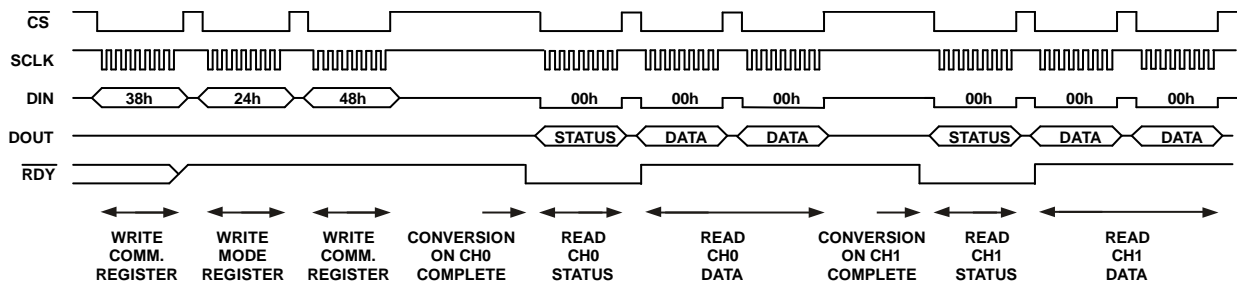 CS
SCLK
DIN 38h 24h 48h 00h 00h 00h 00h 00h 00h
DOUT STATUS DATA DATA STATUS DATA DATA
RDY
WRITE COMM. REGISTER
WRITE MODE REGISTER
WRITE COMM. REGISTER
CONVERSION ON CH0 COMPLETE
READ CH0 STATUS
READ CH0 DATA
CONVERSION ON CH1 COMPLETE
READ CH1 STATUS
READ CH1 DATA